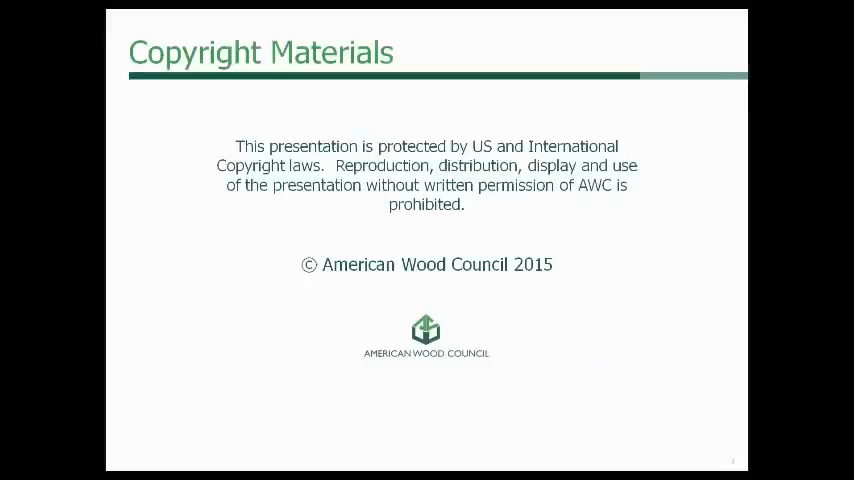 Copyright Materials
This presentation is protected by US and International
Copyright laws.  Reproduction, distribution, display and use
of the presentation without written permission of AWC is
prohibited.
© American Wood Council 2015
AMERICAN WOOD COUNCIL